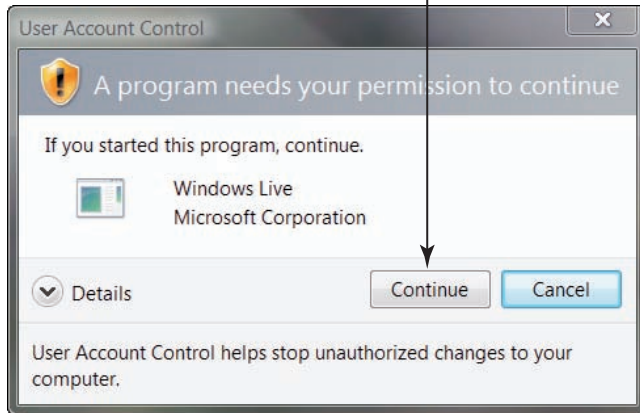 User Account Control
A program needs your permission to continue
If you started this program, continue.
Windows Live
Microsoft Corporation
Details
Continue
Cancel
User Account Control helps stop unauthorized changes to your
computer.